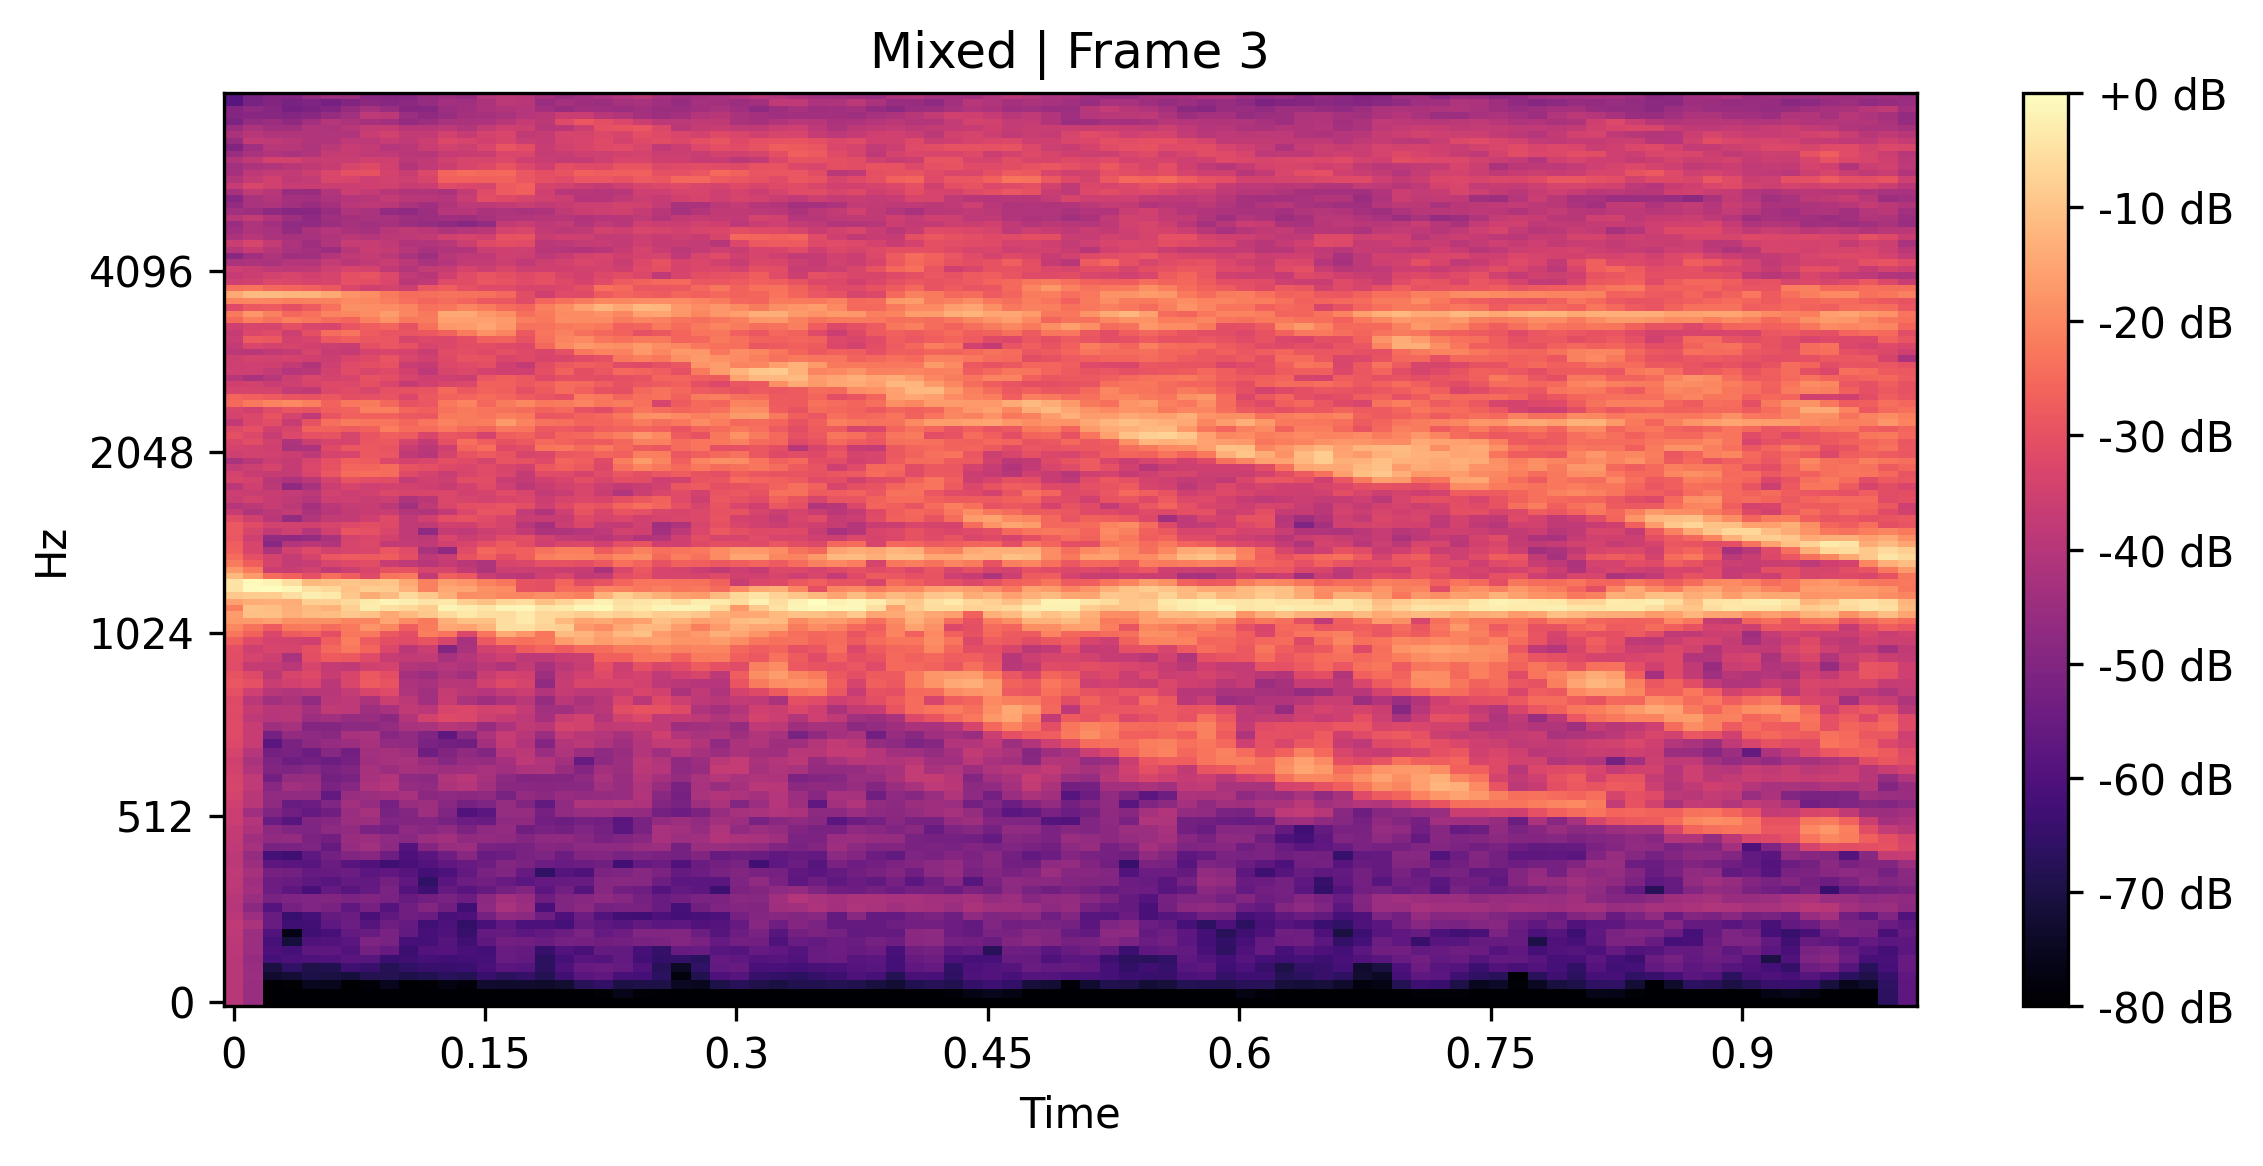 Mixed | Frame 3
Hz
4096
2048
1024
512
0
0 0.15 0.3 0.45 0.6 0.75 0.9
Time
+0 dB
-10 dB
-20 dB
-30 dB
-40 dB
-50 dB
-60 dB
-70 dB
-80 dB